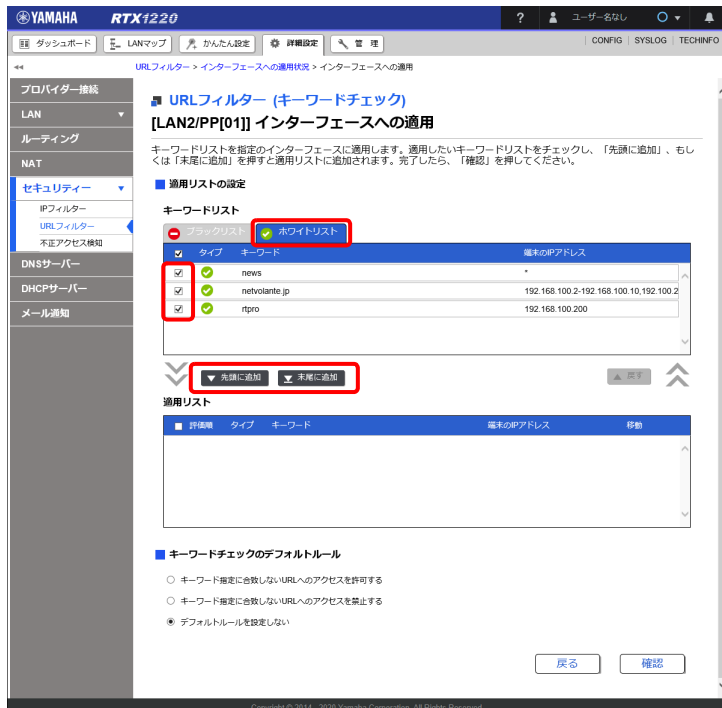 YAMAHA RTX1220 ? ユーザー名なし
ダッシュボード LANマップ かんたん設定 詳細設定 管 理 CONFIG SYSLOG TECHINFO
URLフィルター > インターフェースへの適用状況 > インターフェースへの適用
プロバイダー接続
LAN
ルーティング
NAT
セキュリティー
IPフィルター
URLフィルター
不正アクセス検知
DNSサーバー
DHCPサーバー
メール通知
URLフィルター (キーワードチェック)
[LAN2/PP[01]] インターフェースへの適用
キーワードリストを指定のインターフェースに適用します。適用したいキーワードリストをチェックし、「先頭に追加」、もし
くは「末尾に追加」を押すと適用リストに追加されます。完了したら、「確認」を押してください。
適用リストの設定
キーワードリスト
ブラックリスト ホワイトリスト
タイプ キーワード 端末のIPアドレス
news *
netvolante.jp 192.168.100.2-192.168.100.10,192.100.2
rtpro 192.168.100.200
先頭に追加 末尾に追加 戻す
適用リスト
評価順 タイプ キーワード 端末のIPアドレス 移動
キーワードチェックのデフォルトルール
キーワード指定に合致しないURLへのアクセスを許可する
キーワード指定に合致しないURLへのアクセスを禁止する
デフォルトルールを設定しない
戻る 確認
Copyright © 2014 - 2020 Yamaha Corporation. All Rights Reserved.